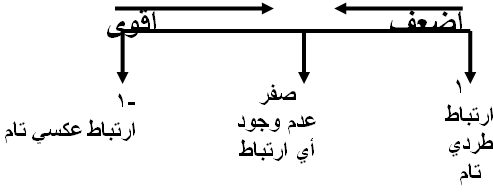 اضعف
اقوى
١
ارتباط
طردي
تام
صفر
عدم وجود
أي ارتباط
-١
ارتباط عكسي تام